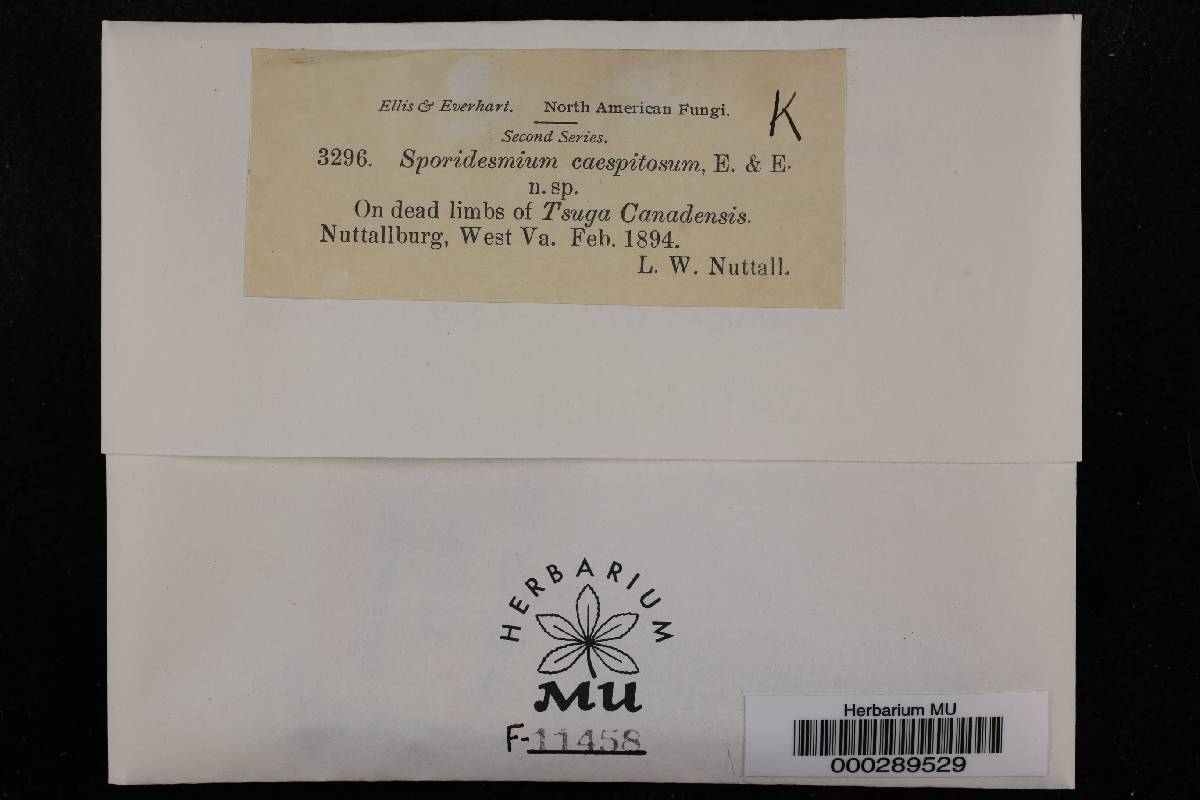 Ellis & Everhart. North American Fungi.
K
Second Series.
3296. Sporidesmium caespitosum, E. & E.
n. sp.
On dead limbs of Tsuga Canadensis.
Nuttallburg, West Va. Feb. 1894.
L. W. Nuttall.
HERBARIUM
MU
F-11458
Herbarium MU
000289529